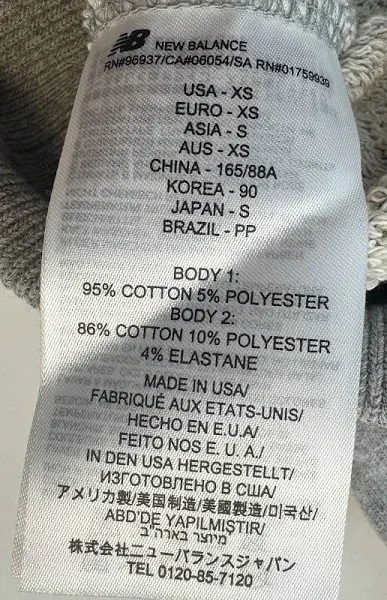 NB NEW BALANCE
RN#96937/CA#06054/SA RN#01759939
USA - XS
EURO - XS
ASIA - S
AUS - XS
CHINA - 165/88A
KOREA - 90
JAPAN - S
BRAZIL - PP
BODY 1:
95% COTTON 5% POLYESTER
BODY 2:
86% COTTON 10% POLYESTER
4% ELASTANE
MADE IN USA/
FABRIQUÉ AUX ETATS-UNIS/
HECHO EN E.U.A/
FEITO NOS E. U. A./
IN DEN USA HERGESTELLT/
ИЗГОТОВЛЕНО В США/
アメリカ製/美国制造/美國製造/미국산/
ABD'DE YAPILMIŞTIR/
מיוצר בארה"ב
株式会社ニューバランスジャパン
TEL 0120-85-7120